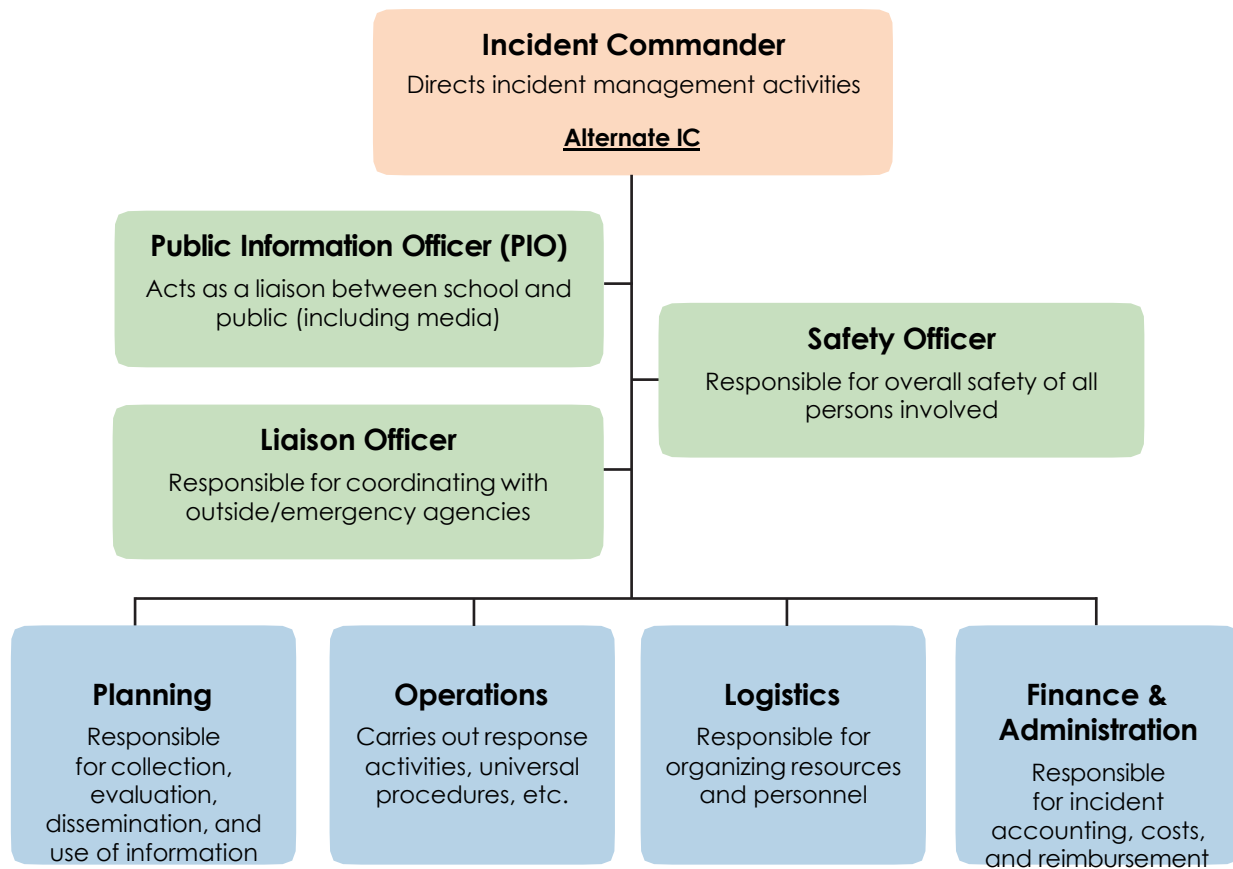 Incident Commander
Directs incident management activities
Alternate IC
Public Information Officer (PIO)
Acts as a liaison between school and
public (including media)
Safety Officer
Responsible for overall safety of all
persons involved
Liaison Officer
Responsible for coordinating with
outside/emergency agencies
Planning
Responsible
for collection,
evaluation,
dissemination, and
use of information
Operations
Carries out response
activities, universal
procedures, etc.
Logistics
Responsible for
organizing resources
and personnel
Finance &
Administration
Responsible
for incident
accounting, costs,
and reimbursement